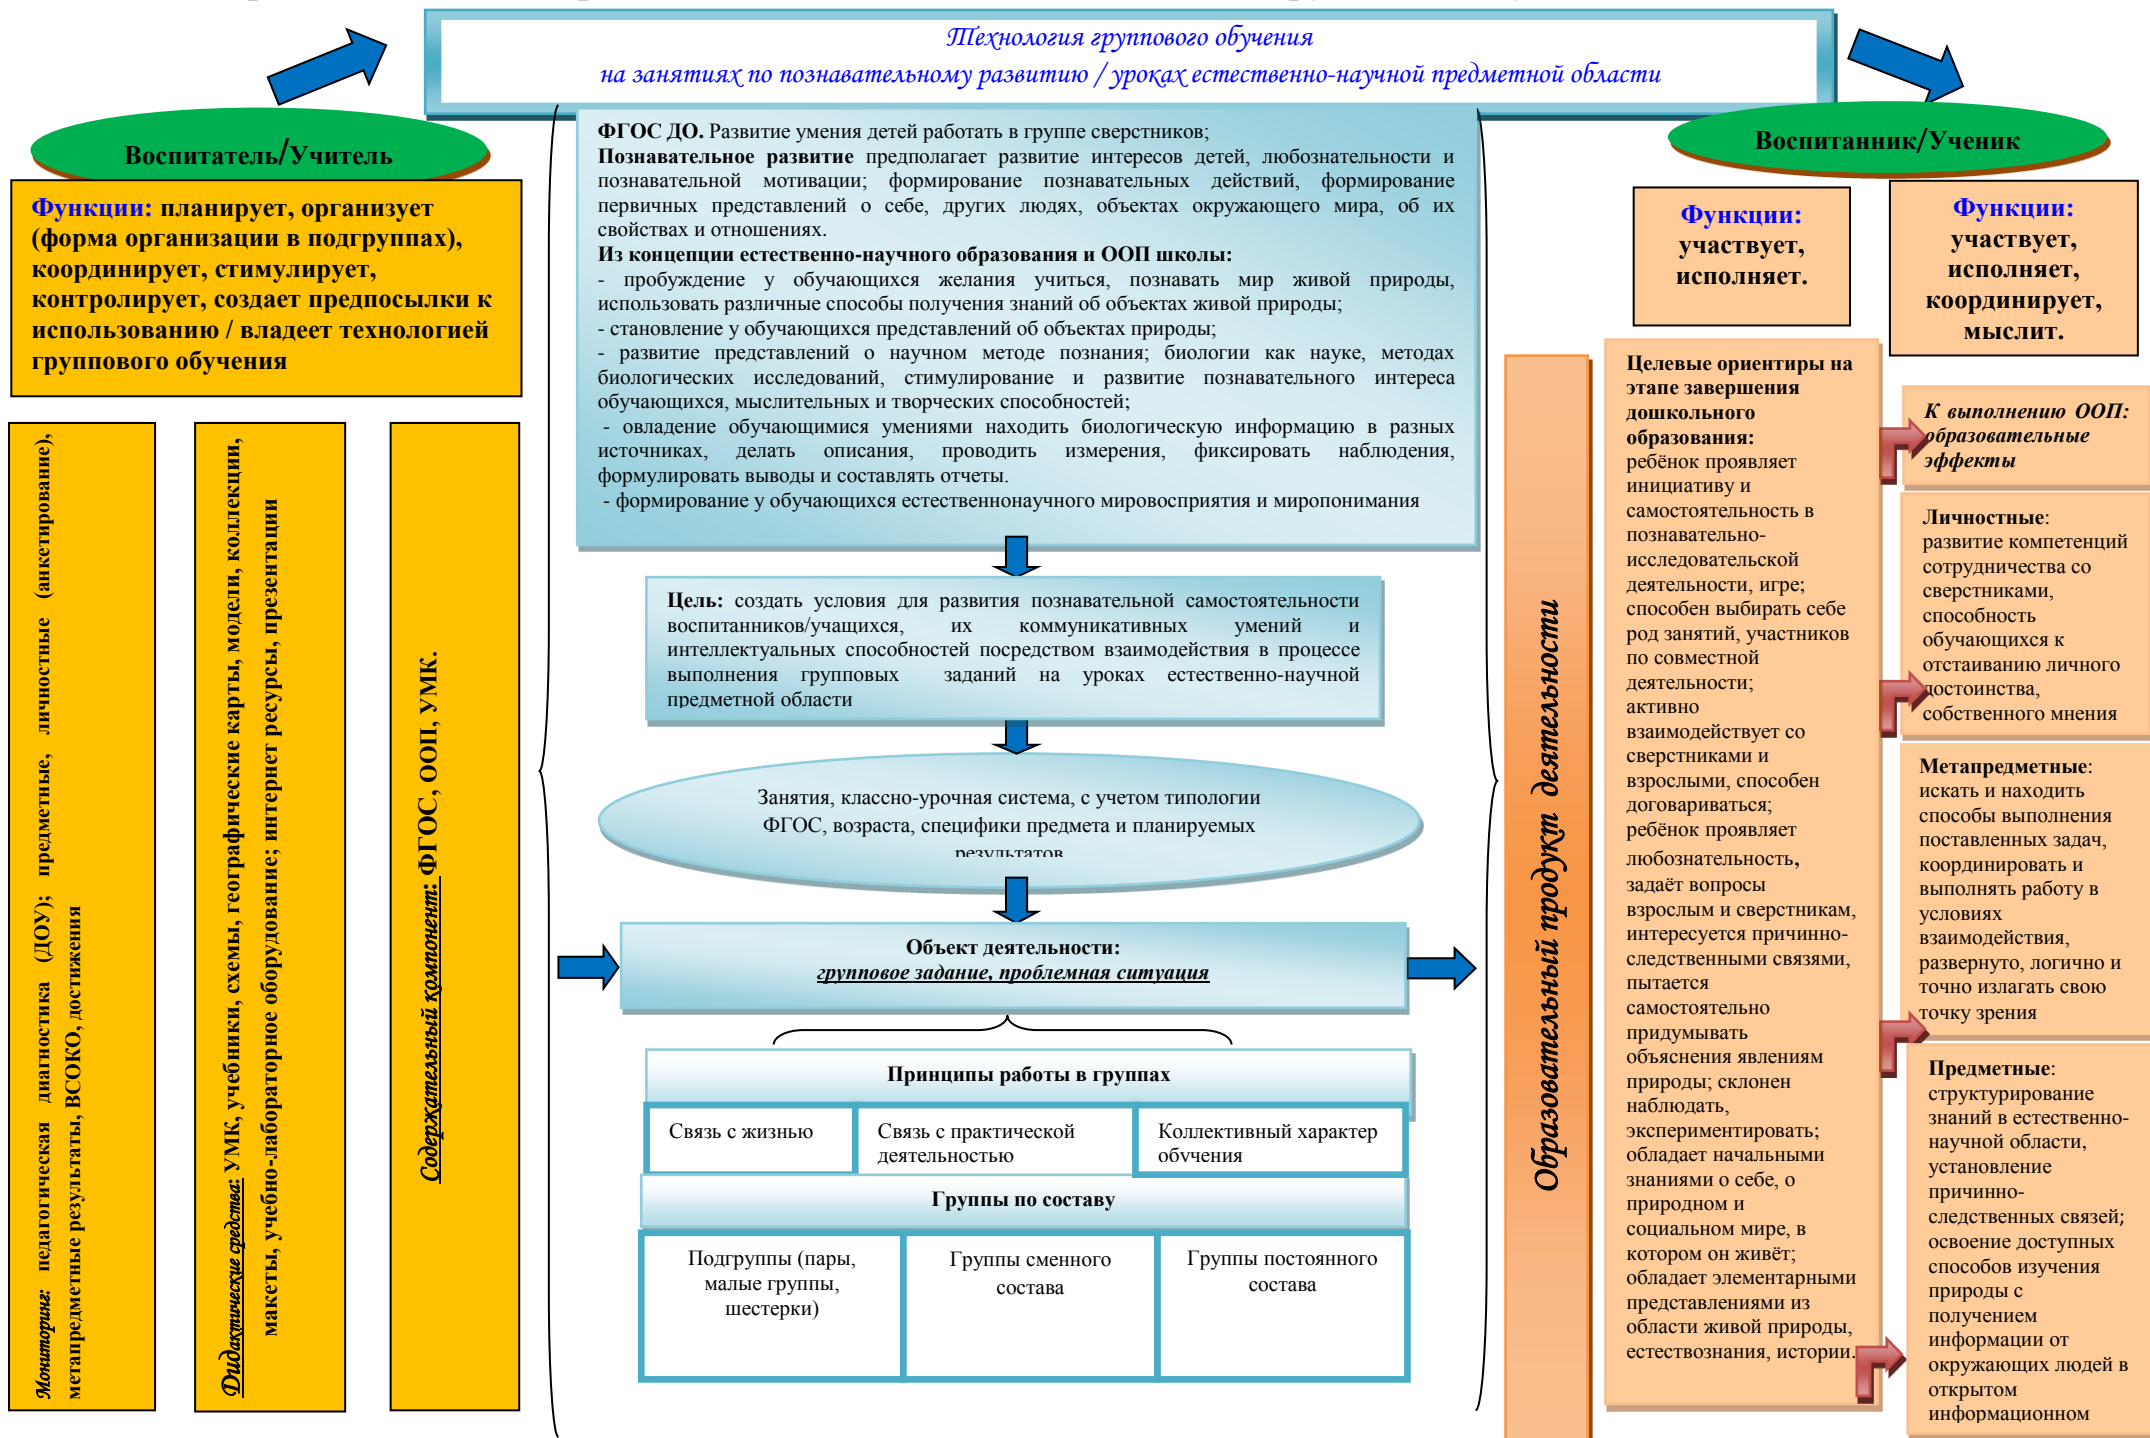 Технология группового обучения
на занятиях по познавательному развитию / уроках естественно-научной предметной области
Воспитатель/Учитель
Функции: планирует, организует
(форма организации в подгруппах),
координирует, стимулирует,
контролирует, создает предпосылки к
использованию / владеет технологией
группового обучения
Мониторинг: педагогическая диагностика (ДОУ); предметные, личностные (анкетирование),
метапредметные результаты, ВСОКО, достижения
Дидактические средства: УМК, учебники, схемы, географические карты, модели, коллекции,
макеты, учебно-лабораторное оборудование; интернет ресурсы, презентации
Содержательный компонент: ФГОС, ООП, УМК.
ФГОС ДО. Развитие умения детей работать в группе сверстников;
Познавательное развитие предполагает развитие интересов детей, любознательности и
познавательной мотивации; формирование познавательных действий, формирование
первичных представлений о себе, других людях, объектах окружающего мира, об их
свойствах и отношениях.
Из концепции естественно-научного образования и ООП школы:
- пробуждение у обучающихся желания учиться, познавать мир живой природы,
использовать различные способы получения знаний об объектах живой природы;
- становление у обучающихся представлений об объектах природы;
- развитие представлений о научном методе познания; биологии как науке, методах
биологических исследований, стимулирование и развитие познавательного интереса
обучающихся, мыслительных и творческих способностей;
- овладение обучающимися умениями находить биологическую информацию в разных
источниках, делать описания, проводить измерения, фиксировать наблюдения,
формулировать выводы и составлять отчеты.
- формирование у обучающихся естественнонаучного мировосприятия и миропонимания
Цель: создать условия для развития познавательной самостоятельности
воспитанников/учащихся, их коммуникативных умений и
интеллектуальных способностей посредством взаимодействия в процессе
выполнения групповых заданий на уроках естественно-научной
предметной области
Занятия, классно-урочная система, с учетом типологии
ФГОС, возраста, специфики предмета и планируемых
результатов
Объект деятельности:
групповое задание, проблемная ситуация
Принципы работы в группах
Связь с жизнью
Связь с практической
деятельностью
Коллективный характер
обучения
Группы по составу
Подгруппы (пары,
малые группы,
шестерки)
Группы сменного
состава
Группы постоянного
состава
Образовательный продукт деятельности
Воспитанник/Ученик
Функции:
участвует,
исполняет.
Функции:
участвует,
исполняет,
координирует,
мыслит.
Целевые ориентиры на
этапе завершения
дошкольного
образования:
ребёнок проявляет
инициативу и
самостоятельность в
познавательно-
исследовательской
деятельности, игре;
способен выбирать себе
род занятий, участников
по совместной
деятельности;
активно
взаимодействует со
сверстниками и
взрослыми, способен
договариваться;
ребёнок проявляет
любознательность,
задаёт вопросы
взрослым и сверстникам,
интересуется причинно-
следственными связями,
пытается
самостоятельно
придумывать
объяснения явлениям
природы; склонен
наблюдать,
экспериментировать;
обладает начальными
знаниями о себе, о
природном и
социальном мире, в
котором он живёт;
обладает элементарными
представлениями из
области живой природы,
естествознания, истории.
К выполнению ООП:
образовательные
эффекты
Личностные:
развитие компетенций
сотрудничества со
сверстниками,
способность
обучающихся к
отстаиванию личного
достоинства,
собственного мнения
Метапредметные:
искать и находить
способы выполнения
поставленных задач,
координировать и
выполнять работу в
условиях
взаимодействия,
развернуто, логично и
точно излагать свою
точку зрения
Предметные:
структурирование
знаний в естественно-
научной области,
установление
причинно-
следственных связей;
освоение доступных
способов изучения
природы с
получением
информации от
окружающих людей в
открытом
информационном